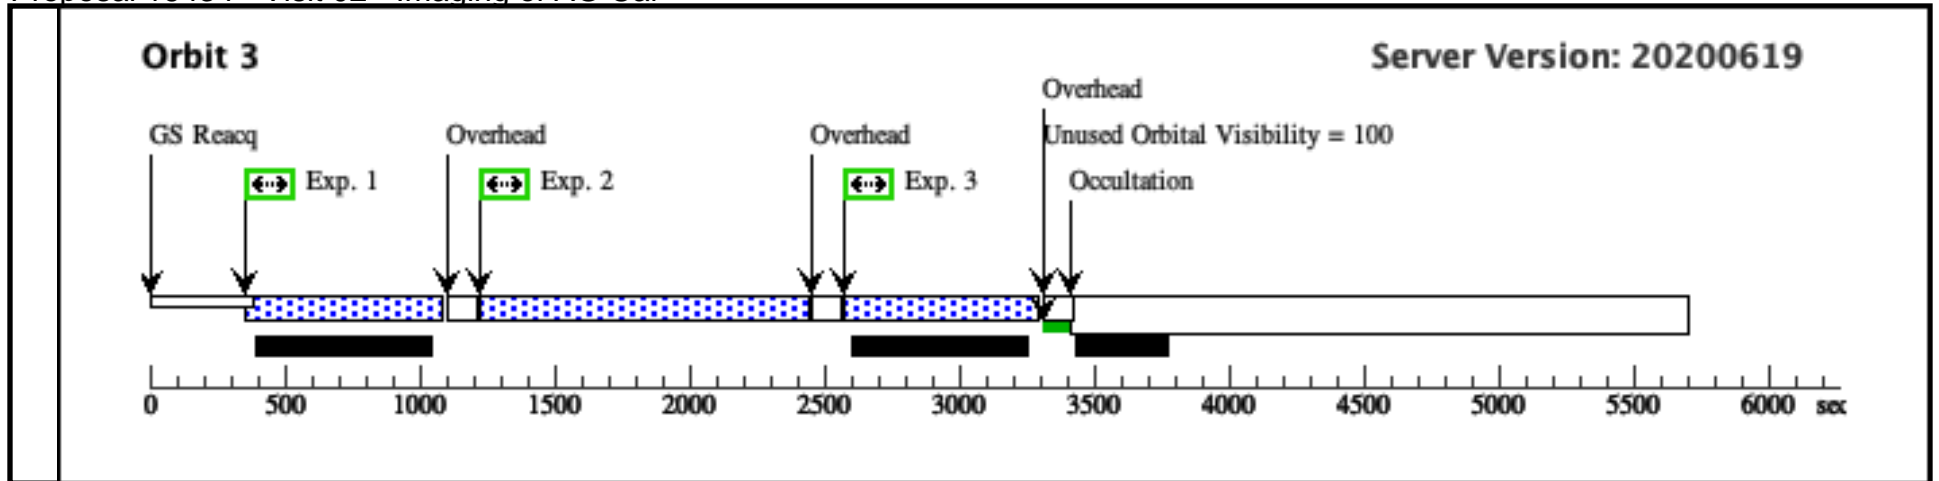 Orbit 3
Server Version: 20200619
Overhead
GS Reacq
Overhead
Overhead
Unused Orbital Visibility = 100
Exp. 1
Exp. 2
Exp. 3
Occultation
0 500 1000 1500 2000 2500 3000 3500 4000 4500 5000 5500 6000 sec